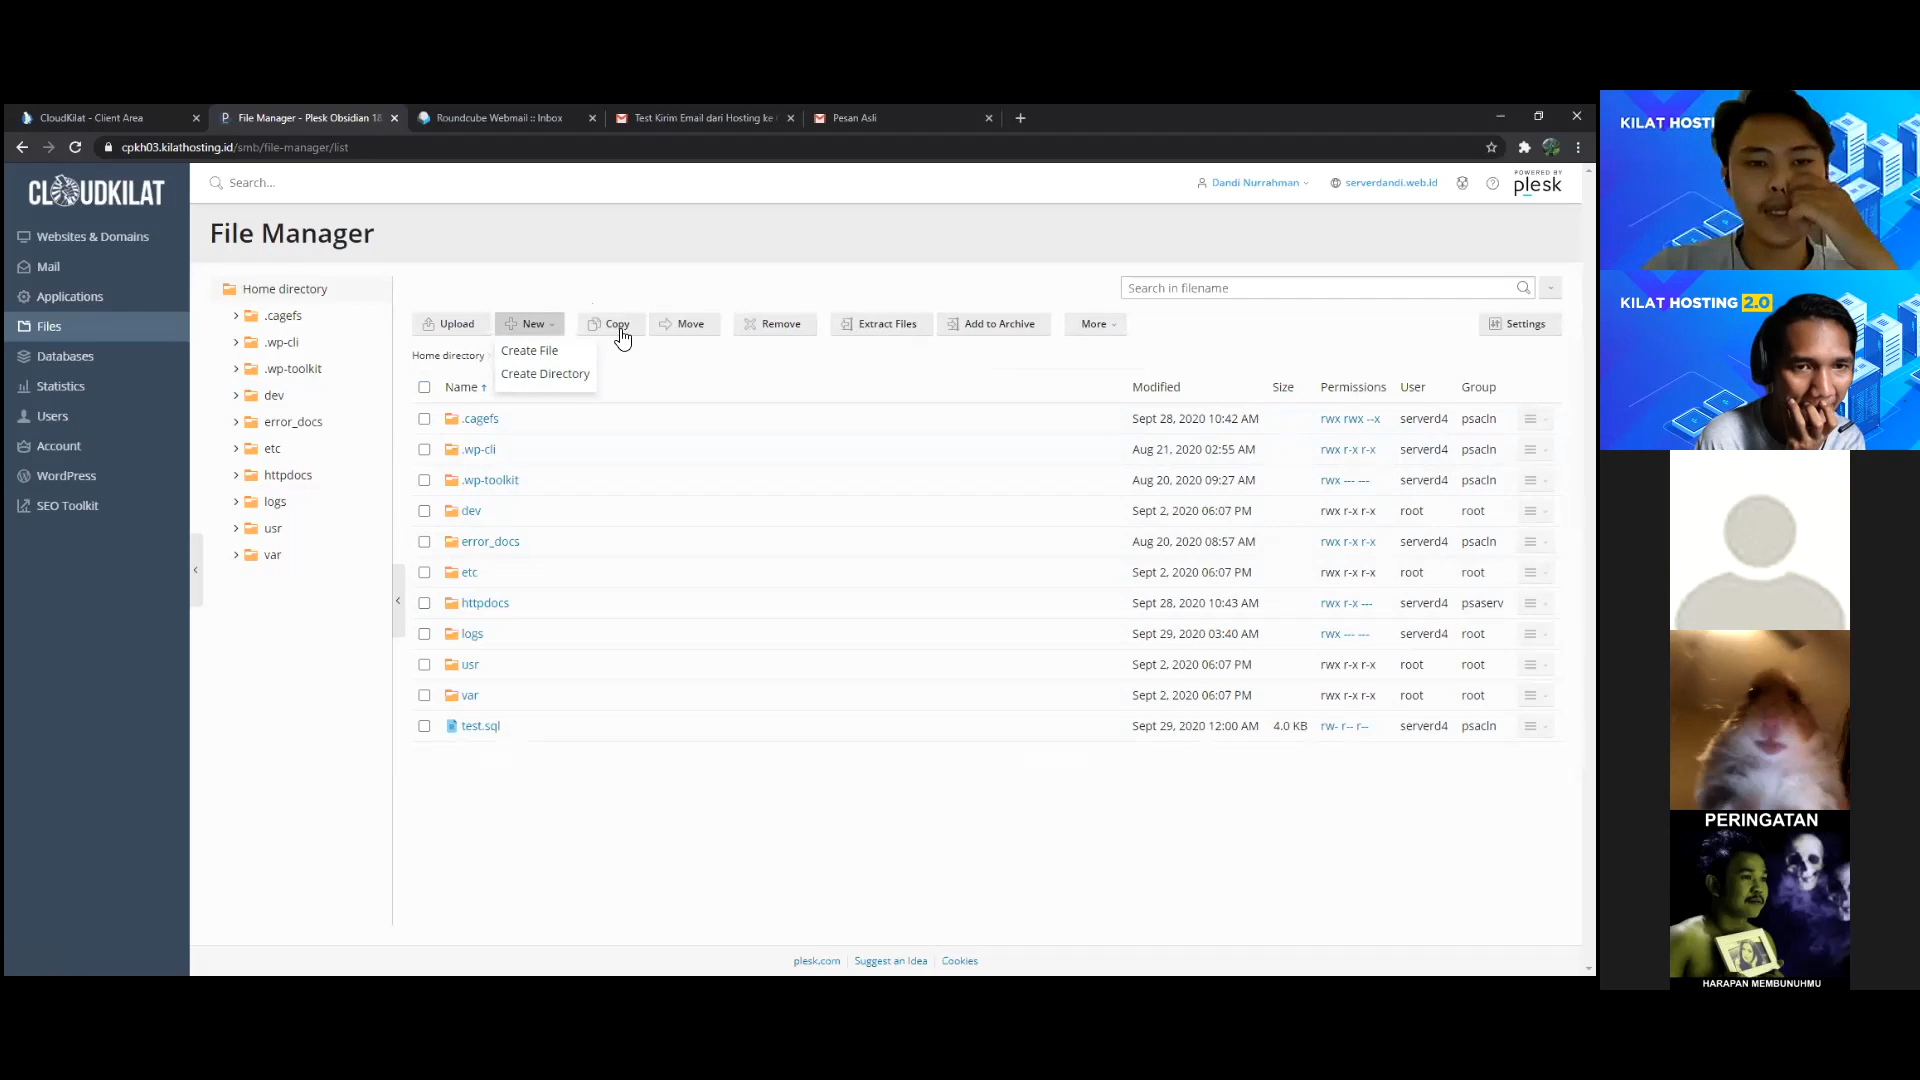 CloudKilat - Client Area
File Manager - Plesk Obsidian 18
Roundcube Webmail :: Inbox
Test Kirim Email dari Hosting ke
Pesan Asli
cpkh03.kilathosting.id/smb/file-manager/list
CLOUDKILAT
Search...
Dandi Nurrahman
serverdandi.web.id
POWERED BY
plesk
Websites & Domains
Mail
Applications
Files
Databases
Statistics
Users
Account
WordPress
SEO Toolkit
File Manager
Home directory
.cagefs
.wp-cli
.wp-toolkit
dev
error_docs
etc
httpdocs
logs
usr
var
Search in filename
Upload New Copy Move Remove Extract Files Add to Archive More Settings
Create File
Create Directory
Home directory
Name ↑ Modified Size Permissions User Group
.cagefs Sept 28, 2020 10:42 AM rwx rwx --x serverd4 psacln
.wp-cli Aug 21, 2020 02:55 AM rwx r-x r-x serverd4 psacln
.wp-toolkit Aug 20, 2020 09:27 AM rwx --- --- serverd4 psacln
dev Sept 2, 2020 06:07 PM rwx r-x r-x root root
error_docs Aug 20, 2020 08:57 AM rwx r-x r-x serverd4 psacln
etc Sept 2, 2020 06:07 PM rwx r-x r-x root root
httpdocs Sept 28, 2020 10:43 AM rwx r-x --- serverd4 psaserv
logs Sept 29, 2020 03:40 AM rwx --- --- serverd4 root
usr Sept 2, 2020 06:07 PM rwx r-x r-x root root
var Sept 2, 2020 06:07 PM rwx r-x r-x root root
test.sql Sept 29, 2020 12:00 AM 4.0 KB rw- r-- r-- serverd4 psacln
plesk.com Suggest an Idea Cookies
KILAT HOSTI
KILAT HOSTING 2.0
PERINGATAN
HARAPAN MEMBUNUHMU